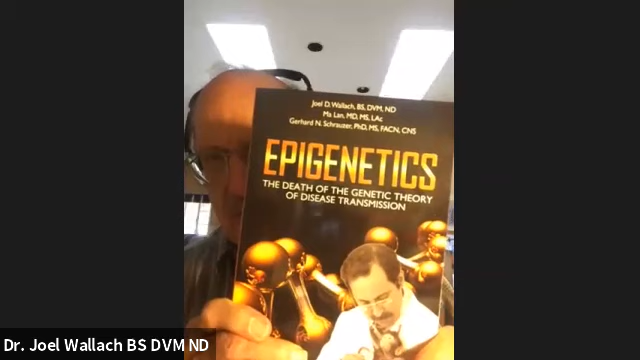 Joel D. Wallach, BS, DVM, ND
Ma Lan, MD, MS, LAc
Gerhard N. Schrauzer, PhD, MS, FACN, CNS
EPIGENETICS
THE DEATH OF THE GENETIC THEORY
OF DISEASE TRANSMISSION
Dr. Joel Wallach BS DVM ND